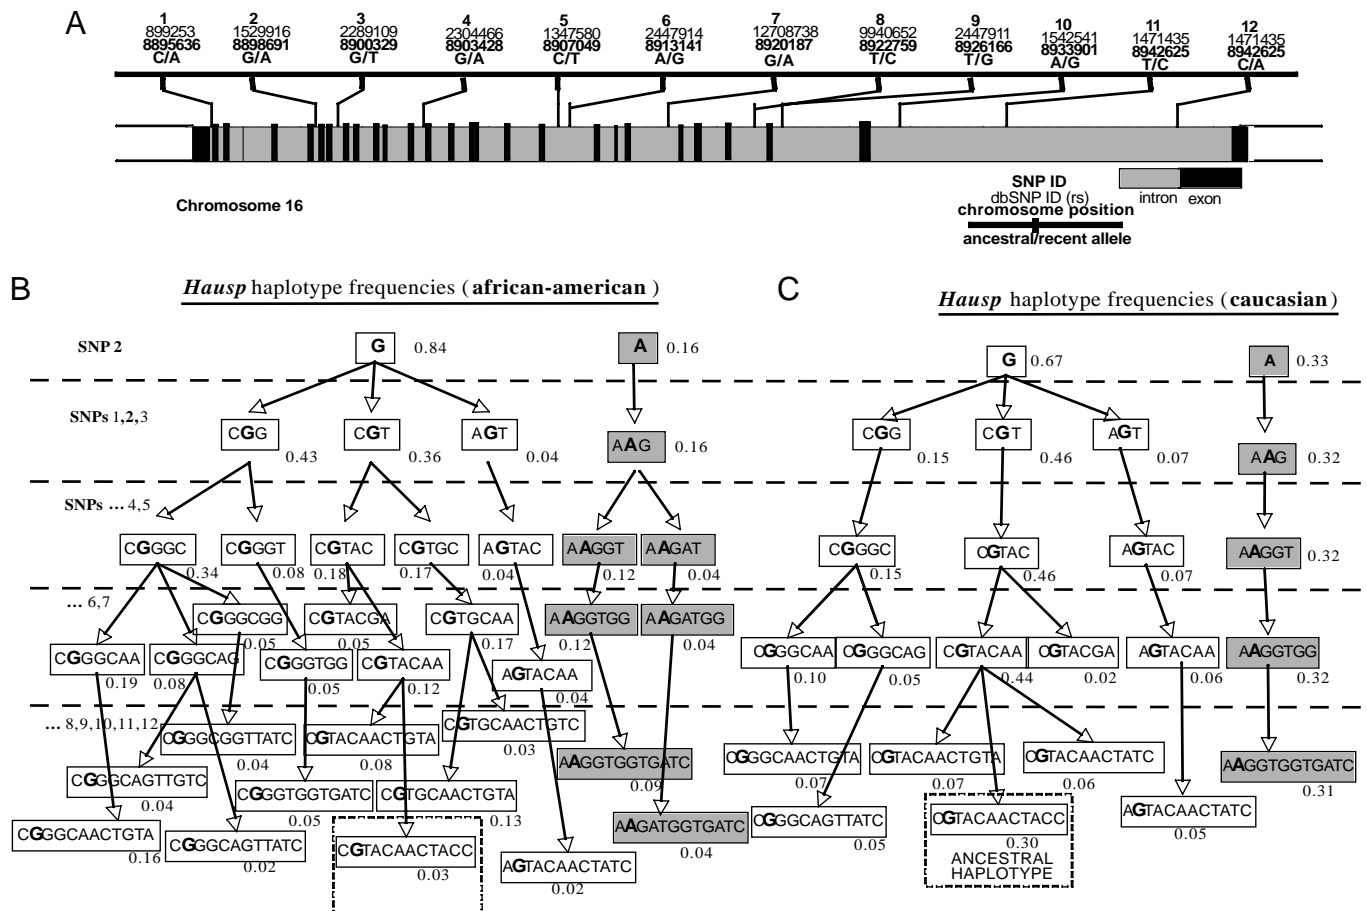 A
1 2 3 4 5 6 7 8 9 10 11 12
899253 1529916 2289109 2304466 1347580 2447914 12708738 9940652 2447911 1542541 1471435 1471435
8895636 8898691 8900329 8903428 8907049 8913141 8920187 8922759 8926166 8933901 8942625 8942625
C/A G/A G/T G/A C/T A/G G/A T/C T/G A/G T/C C/A
SNP ID
dbSNP ID (rs)
chromosome position
ancestral/recent allele
intron exon
Chromosome 16
B
Hausp haplotype frequencies ( african-american )
SNP 2
G 0.84 A 0.16
SNPs 1,2,3
CGG 0.43 CGT 0.36 AGT 0.04 AAG 0.16
SNPs ... 4,5
CGGGC 0.34 CGGGT 0.08 CGTAC 0.18 CGTGC 0.17 AGTAC 0.04 AAGGT 0.12 AAGAT 0.04
... 6,7
CGGGCGG 0.05 CGTACGA 0.05 CGTGCAA 0.17 AAGGTGG 0.12 AAGATGG 0.04
CGGGCAA 0.19 CGGGCAG 0.08 CGGGTGG 0.05 CGTACAA 0.12 AGTACAA 0.04
... 8,9,10,11,12
CGGGCGGTTATC 0.04 CGTACAACTGTA 0.08 CGTGCAACTGTC 0.03 AAGGTGGTGATC 0.09
CGGGCAGTTGTC 0.04 CGGGTGGTGATC 0.05 CGTGCAACTGTA 0.13 AAGATGGTGATC 0.04
CGGGCAACTGTA 0.16 CGGGCAGTTATC 0.02 CGTACAACTACC 0.03 AGTACAACTATC 0.02
C
Hausp haplotype frequencies ( caucasian )
G 0.67 A 0.33
CGG 0.15 CGT 0.46 AGT 0.07 AAG 0.32
CGGGC 0.15 CGTAC 0.46 AGTAC 0.07 AAGGT 0.32
CGGGCAA 0.10 CGGGCAG 0.05 CGTACAA 0.44 CGTACGA 0.02 AGTACAA 0.06 AAGGTGG 0.32
CGGGCAACTGTA 0.07 CGTACAACTGTA 0.07 CGTACAACTATC 0.06 AAGGTGGTGATC 0.31
CGGGCAGTTATC 0.05 CGTACAACTACC 0.30 AGTACAACTATC 0.05
ANCESTRAL
HAPLOTYPE